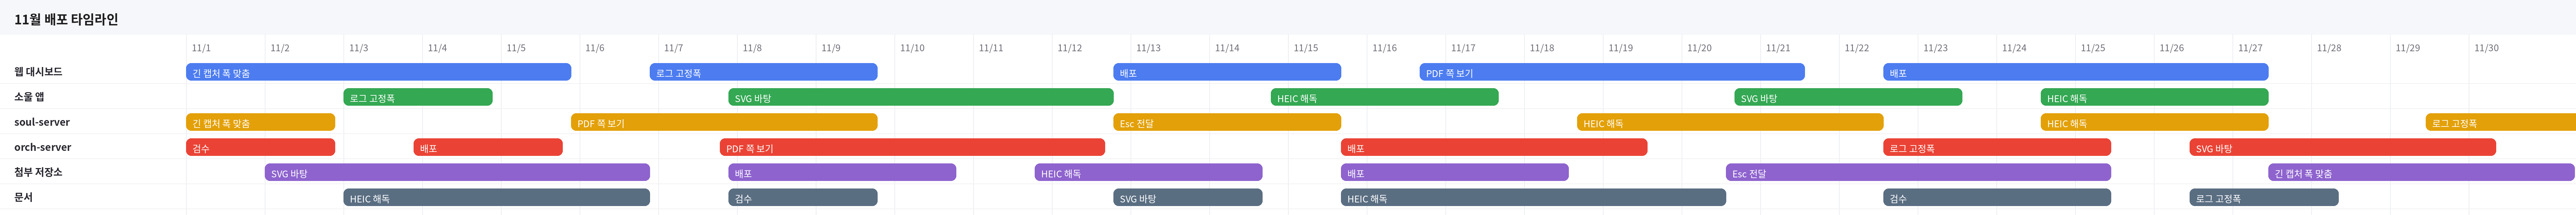 11월 배포 타임라인
11/1 11/2 11/3 11/4 11/5 11/6 11/7 11/8 11/9 11/10 11/11 11/12 11/13 11/14 11/15 11/16 11/17 11/18 11/19 11/20 11/21 11/22 11/23 11/24 11/25 11/26 11/27 11/28 11/29 11/30
웹 대시보드 긴 캡처 폭 맞춤 로그 고정폭 배포 PDF 쪽 보기 배포
소울 앱 로그 고정폭 SVG 바탕 HEIC 해독 SVG 바탕 HEIC 해독
soul-server 긴 캡처 폭 맞춤 PDF 쪽 보기 Esc 전달 HEIC 해독 HEIC 해독 로그 고정폭
orch-server 검수 배포 PDF 쪽 보기 배포 로그 고정폭 SVG 바탕
첨부 저장소 SVG 바탕 배포 HEIC 해독 배포 Esc 전달 긴 캡처 폭 맞춤
문서 HEIC 해독 검수 SVG 바탕 HEIC 해독 검수 로그 고정폭